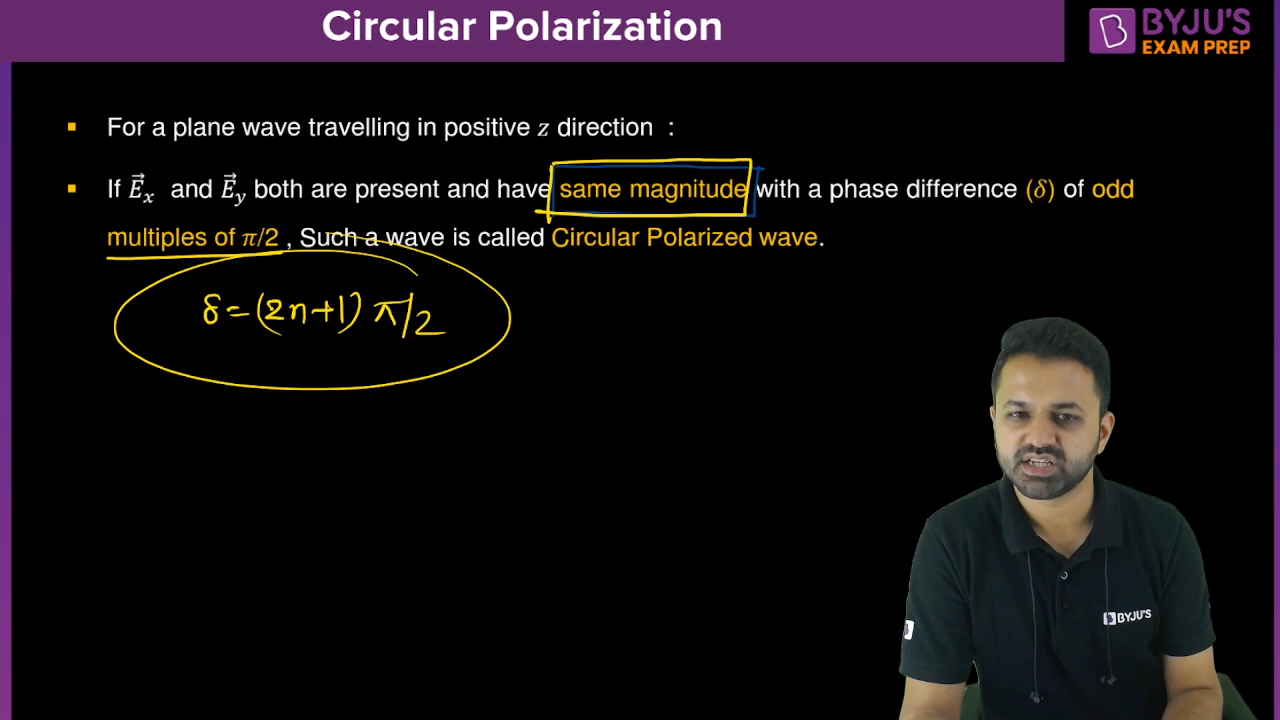 Circular Polarization
BYJU'S
EXAM PREP
▪ For a plane wave travelling in positive z direction :
▪ If E⃗ₓ and E⃗ᵧ both are present and have same magnitude with a phase difference (δ) of odd
multiples of π/2 , Such a wave is called Circular Polarized wave.
δ=(2n+1) π/2
BYJU'S